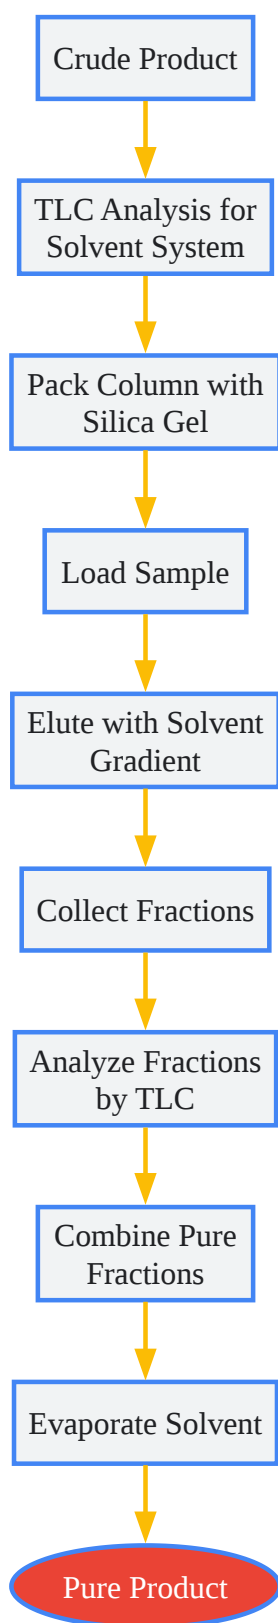 Crude Product
TLC Analysis for
Solvent System
Pack Column with
Silica Gel
Load Sample
Elute with Solvent
Gradient
Collect Fractions
Analyze Fractions
by TLC
Combine Pure
Fractions
Evaporate Solvent
Pure Product